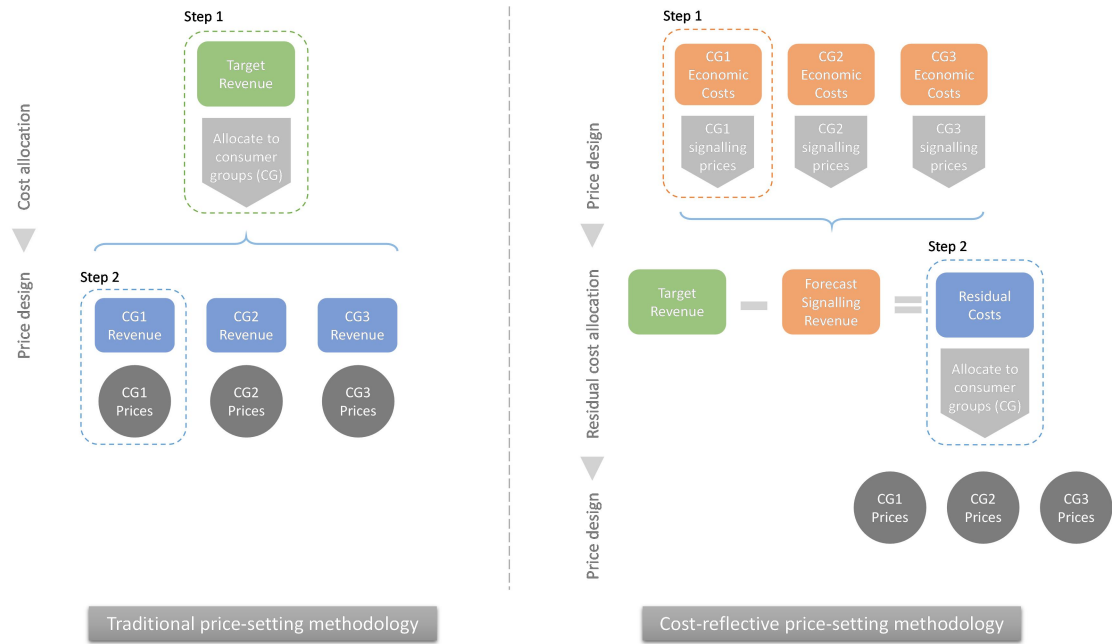 Step 1
Target
Revenue
Allocate to
consumer
groups (CG)
Cost allocation
Step 2
CG1
Revenue
CG2
Revenue
CG3
Revenue
CG1
Prices
CG2
Prices
CG3
Prices
Price design
Traditional price-setting methodology
Step 1
CG1
Economic
Costs
CG2
Economic
Costs
CG3
Economic
Costs
CG1
signalling
prices
CG2
signalling
prices
CG3
signalling
prices
Price design
Step 2
Target
Revenue
Forecast
Signalling
Revenue
Residual
Costs
Allocate to
consumer
groups (CG)
Residual cost allocation
CG1
Prices
CG2
Prices
CG3
Prices
Price design
Cost-reflective price-setting methodology